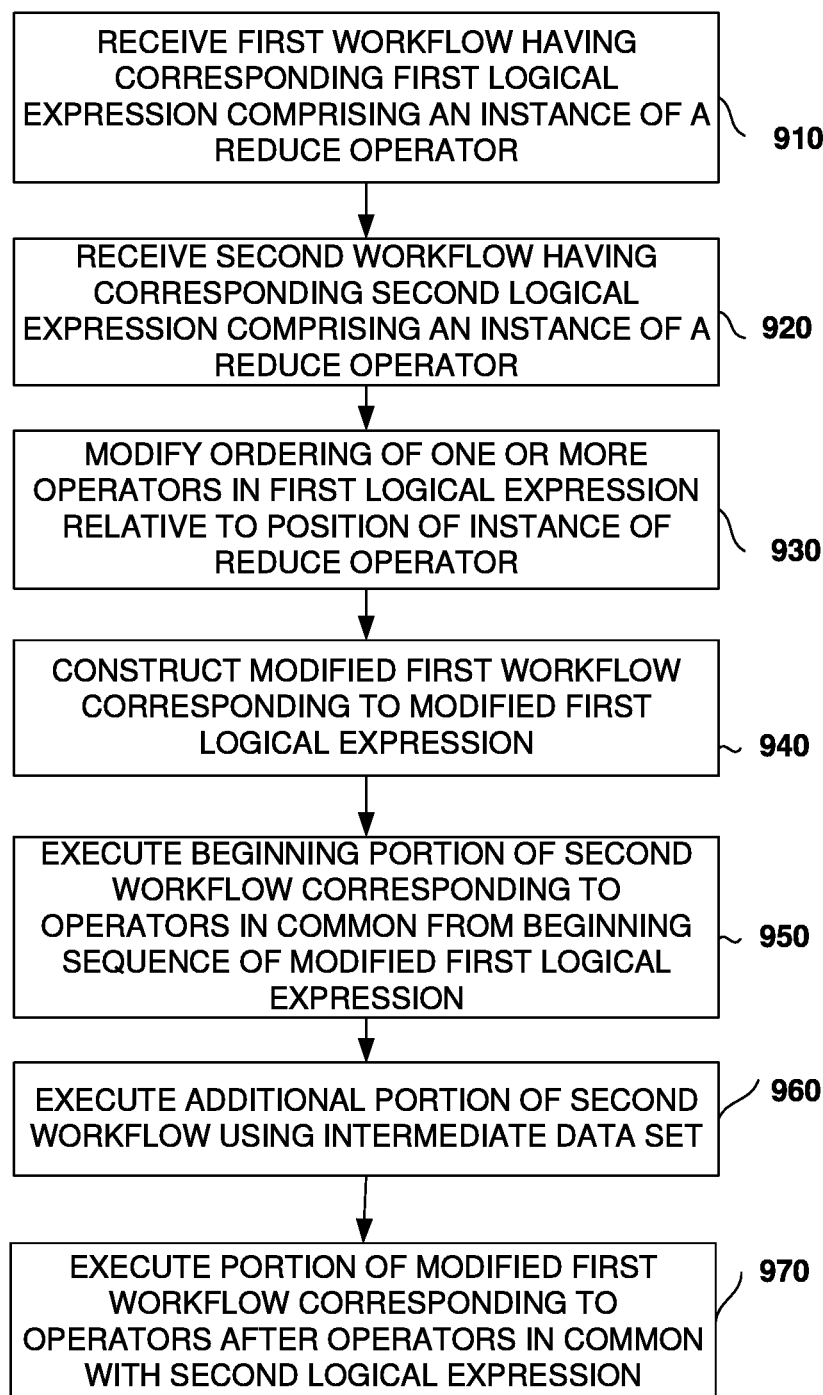 RECEIVE FIRST WORKFLOW HAVING
CORRESPONDING FIRST LOGICAL
EXPRESSION COMPRISING AN INSTANCE OF A
REDUCE OPERATOR
910
RECEIVE SECOND WORKFLOW HAVING
CORRESPONDING SECOND LOGICAL
EXPRESSION COMPRISING AN INSTANCE OF A
REDUCE OPERATOR
920
MODIFY ORDERING OF ONE OR MORE
OPERATORS IN FIRST LOGICAL EXPRESSION
RELATIVE TO POSITION OF INSTANCE OF
REDUCE OPERATOR
930
CONSTRUCT MODIFIED FIRST WORKFLOW
CORRESPONDING TO MODIFIED FIRST
LOGICAL EXPRESSION
940
EXECUTE BEGINNING PORTION OF SECOND
WORKFLOW CORRESPONDING TO
OPERATORS IN COMMON FROM BEGINNING
SEQUENCE OF MODIFIED FIRST LOGICAL
EXPRESSION
950
EXECUTE ADDITIONAL PORTION OF SECOND
WORKFLOW USING INTERMEDIATE DATA SET
960
EXECUTE PORTION OF MODIFIED FIRST
WORKFLOW CORRESPONDING TO
OPERATORS AFTER OPERATORS IN COMMON
WITH SECOND LOGICAL EXPRESSION
970